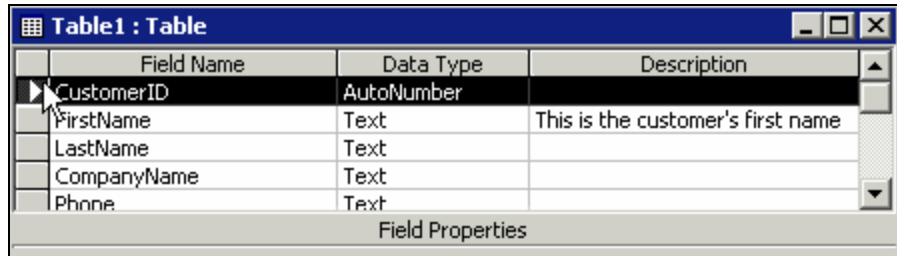 Table1 : Table
Field Name Data Type Description
CustomerID AutoNumber
FirstName Text This is the customer's first name
LastName Text
CompanyName Text
Phone Text
Field Properties